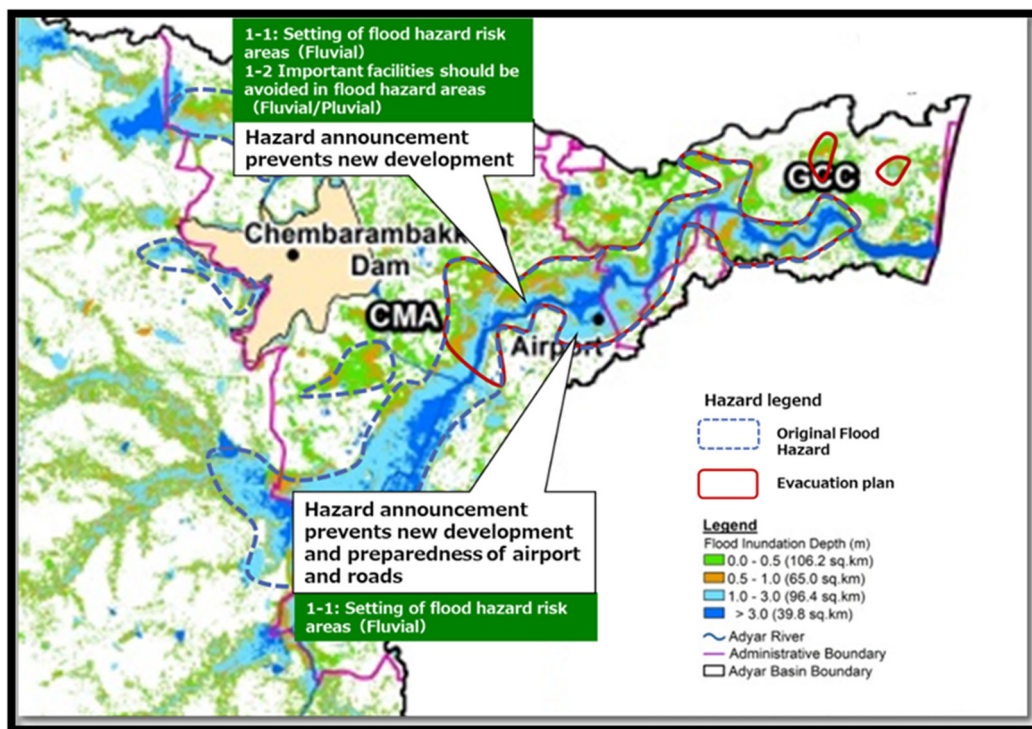 1-1: Setting of flood hazard risk
areas（Fluvial）
1-2 Important facilities should be
avoided in flood hazard areas
（Fluvial/Pluvial）
Hazard announcement
prevents new development
GCC
Chembarambakkam
Dam
CMA
Airport
Hazard legend
Original Flood
Hazard
Evacuation plan
Hazard announcement
prevents new development
and preparedness of airport
and roads
1-1: Setting of flood hazard risk
areas（Fluvial）
Legend
Flood Inundation Depth (m)
0.0 - 0.5 (106.2 sq.km)
0.5 - 1.0 (65.0 sq.km)
1.0 - 3.0 (96.4 sq.km)
> 3.0 (39.8 sq.km)
Adyar River
Administrative Boundary
Adyar Basin Boundary